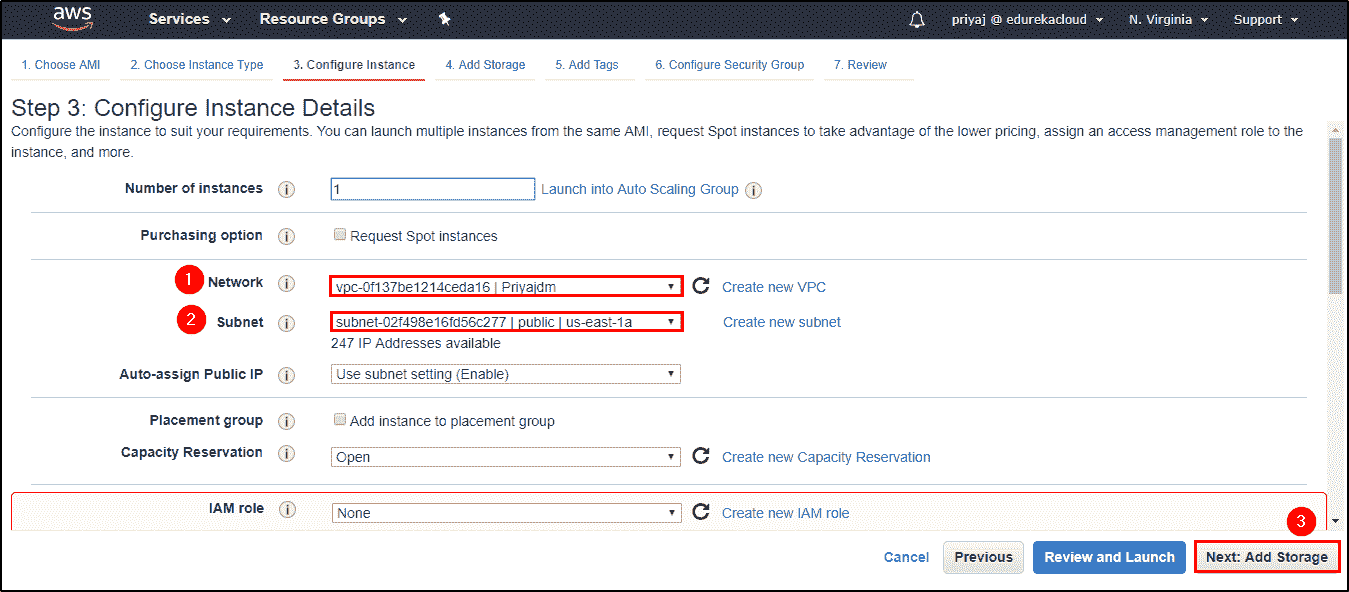 aws Services Resource Groups priyaj @ edurekacloud N. Virginia Support
1. Choose AMI 2. Choose Instance Type 3. Configure Instance 4. Add Storage 5. Add Tags 6. Configure Security Group 7. Review
Step 3: Configure Instance Details
Configure the instance to suit your requirements. You can launch multiple instances from the same AMI, request Spot instances to take advantage of the lower pricing, assign an access management role to the
instance, and more.
Number of instances i 1 Launch into Auto Scaling Group i
Purchasing option i Request Spot instances
1 Network i vpc-0f137be1214ceda16 | Priyajdm Create new VPC
2 Subnet i subnet-02f498e16fd56c277 | public | us-east-1a Create new subnet
247 IP Addresses available
Auto-assign Public IP i Use subnet setting (Enable)
Placement group i Add instance to placement group
Capacity Reservation i Open Create new Capacity Reservation
IAM role i None Create new IAM role
3
Cancel Previous Review and Launch Next: Add Storage